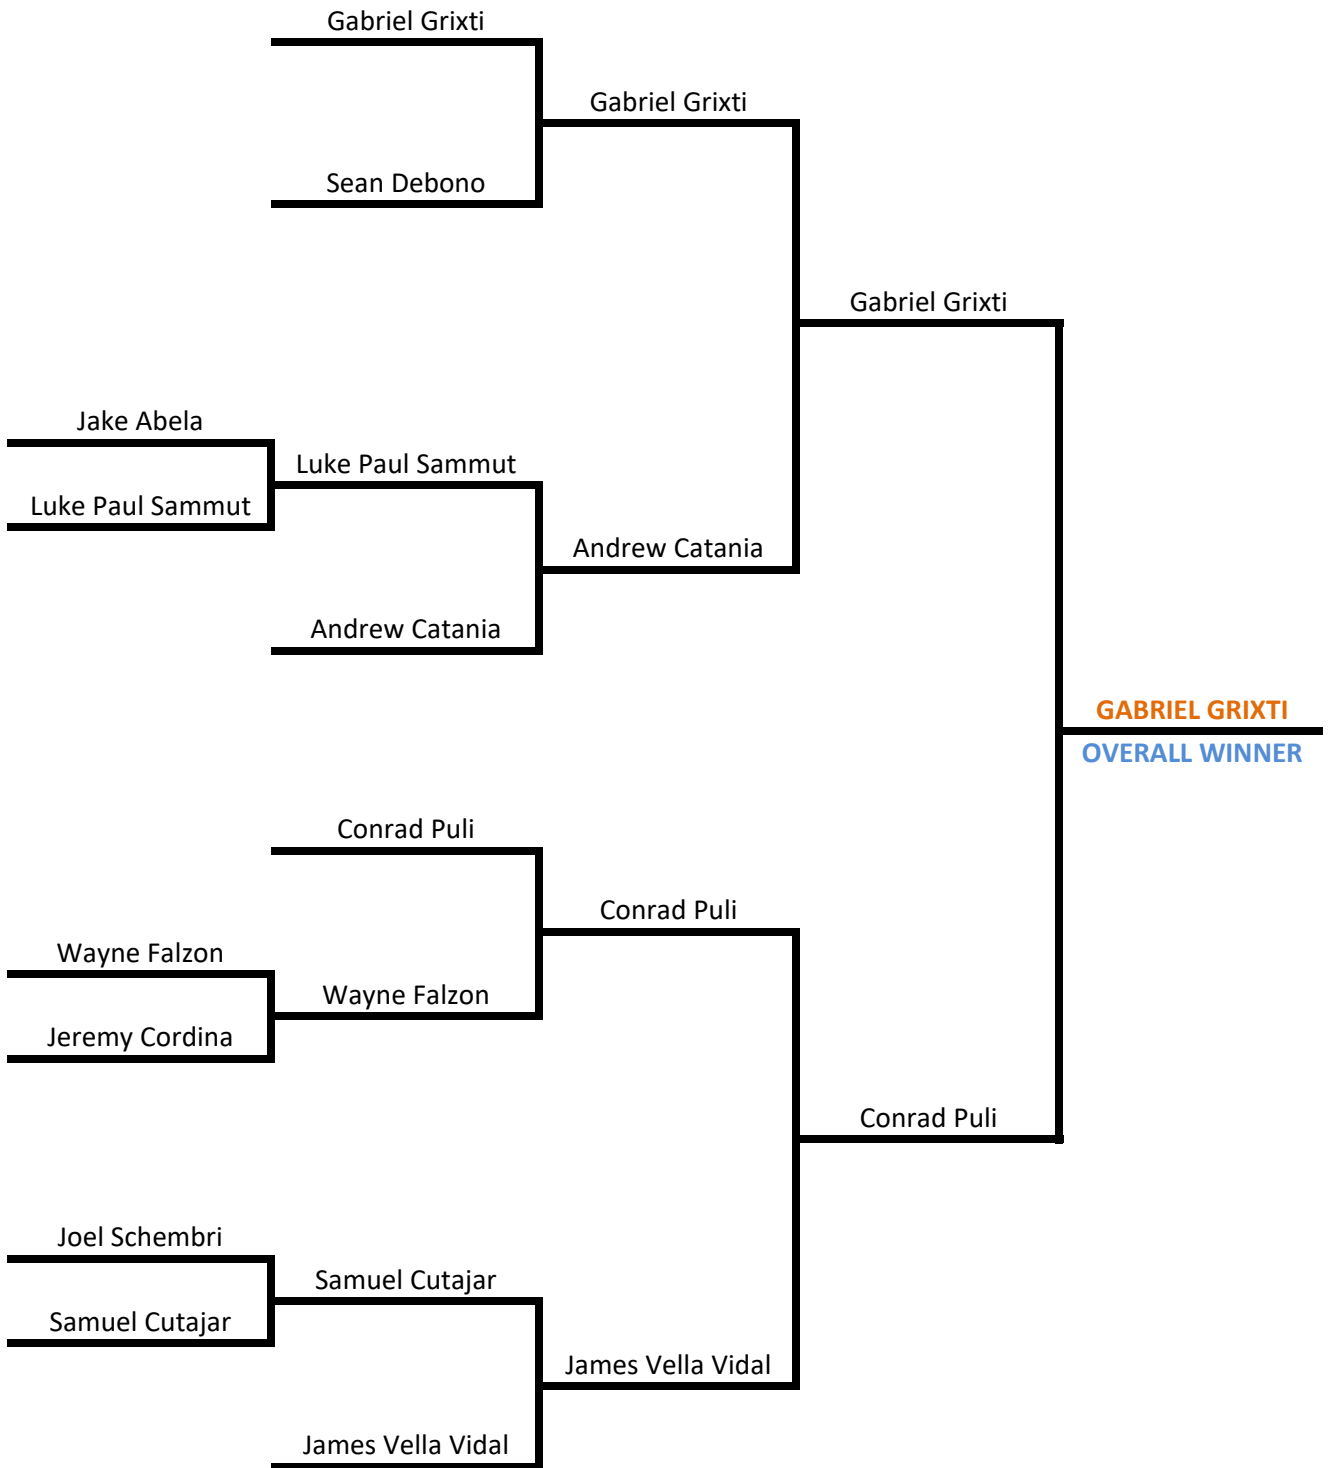 Gabriel Grixti
Gabriel Grixti
Sean Debono
Gabriel Grixti
Jake Abela
Luke Paul Sammut
Luke Paul Sammut
Andrew Catania
Andrew Catania
GABRIEL GRIXTI
OVERALL WINNER
Conrad Puli
Conrad Puli
Wayne Falzon
Wayne Falzon
Jeremy Cordina
Conrad Puli
Joel Schembri
Samuel Cutajar
Samuel Cutajar
James Vella Vidal
James Vella Vidal